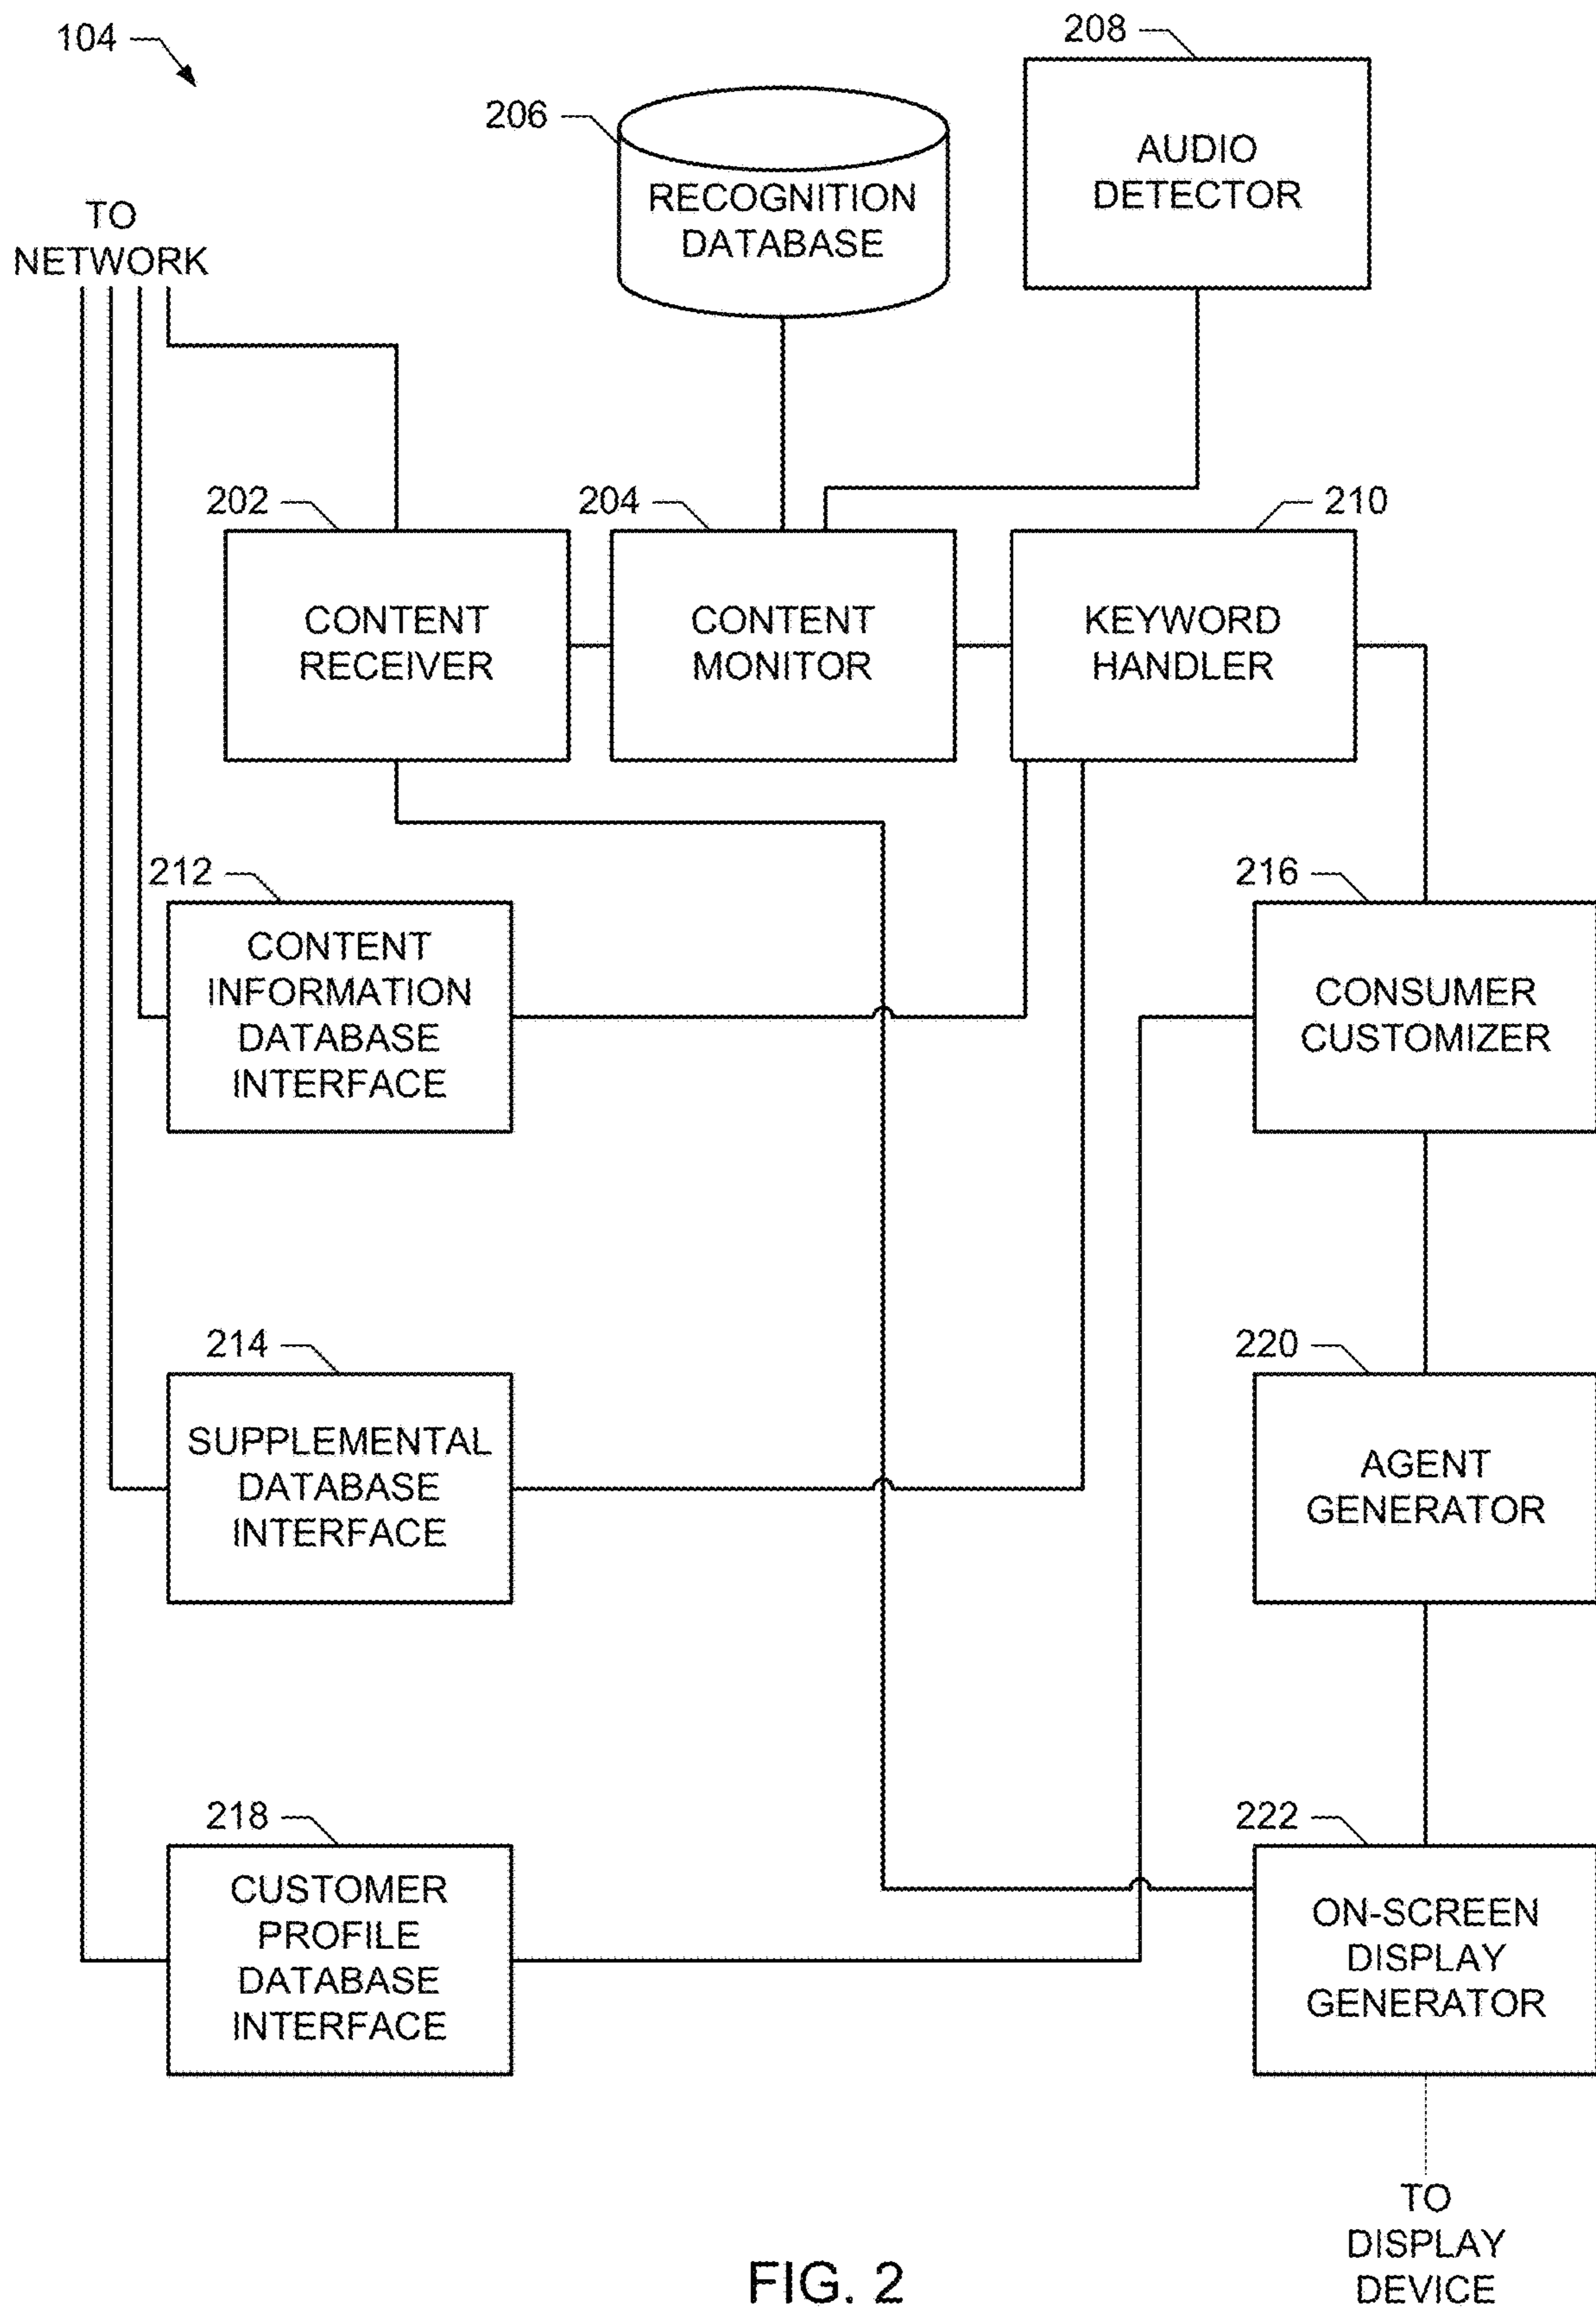 104
208
206
AUDIO
DETECTOR
RECOGNITION
DATABASE
TO
NETWORK
202
204
210
CONTENT
RECEIVER
CONTENT
MONITOR
KEYWORD
HANDLER
212
216
CONTENT
INFORMATION
DATABASE
INTERFACE
CONSUMER
CUSTOMIZER
214
220
SUPPLEMENTAL
DATABASE
INTERFACE
AGENT
GENERATOR
218
222
CUSTOMER
PROFILE
DATABASE
INTERFACE
ON-SCREEN
DISPLAY
GENERATOR
TO
DISPLAY
DEVICE
FIG. 2